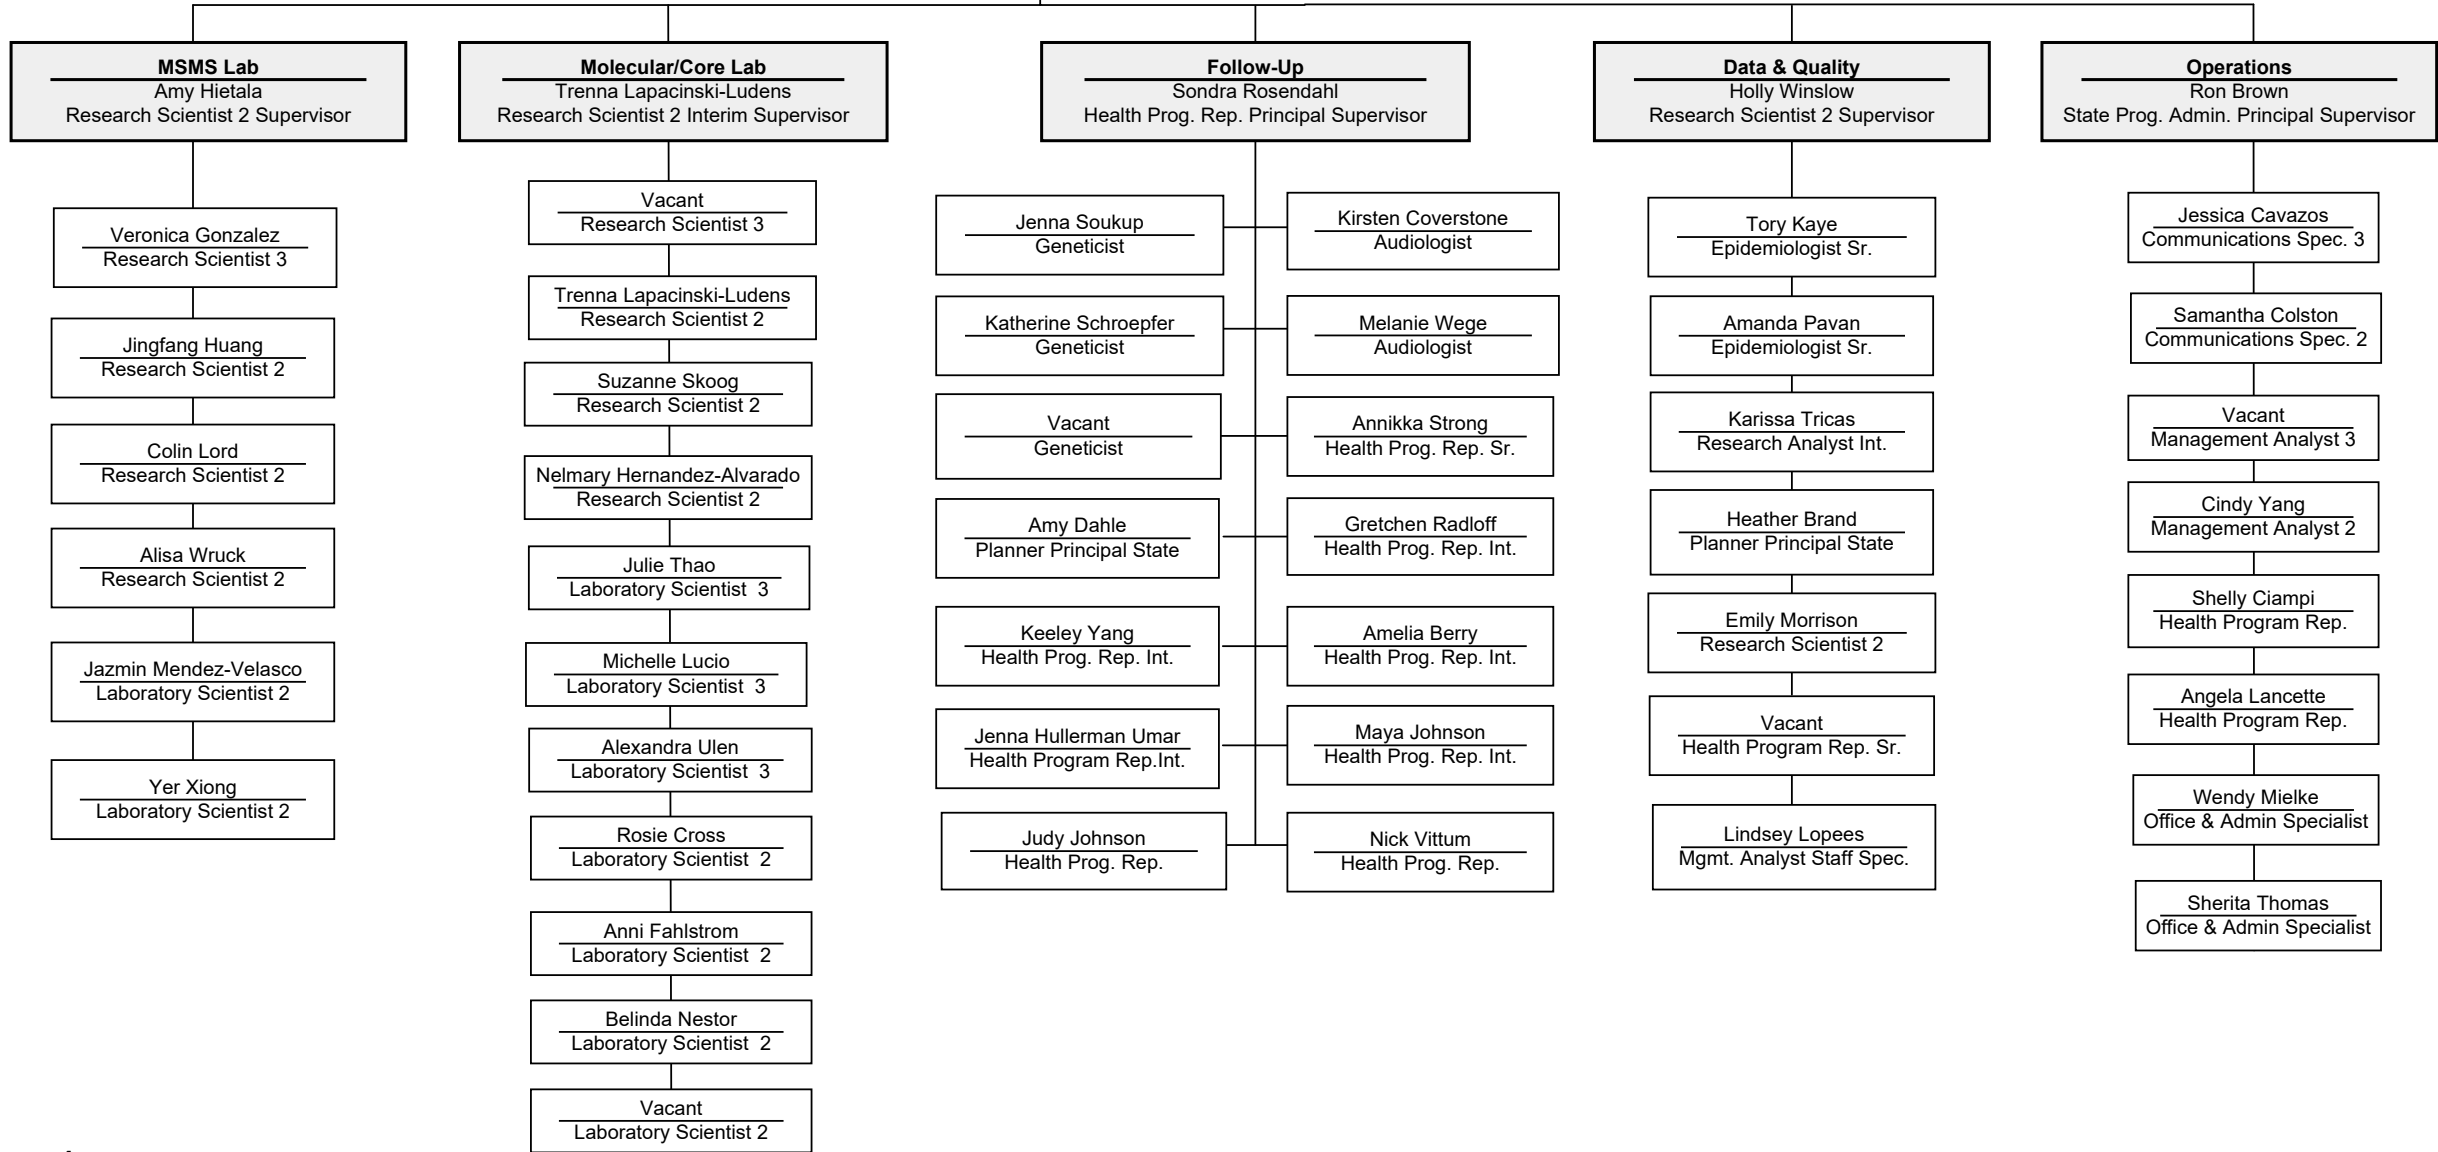 MSMS Lab
Amy Hietala
Research Scientist 2 Supervisor
Veronica Gonzalez
Research Scientist 3
Jingfang Huang
Research Scientist 2
Colin Lord
Research Scientist 2
Alisa Wruck
Research Scientist 2
Jazmin Mendez-Velasco
Laboratory Scientist 2
Yer Xiong
Laboratory Scientist 2
Molecular/Core Lab
Trenna Lapacinski-Ludens
Research Scientist 2 Interim Supervisor
Vacant
Research Scientist 3
Trenna Lapacinski-Ludens
Research Scientist 2
Suzanne Skoog
Research Scientist 2
Nelmary Hernandez-Alvarado
Research Scientist 2
Julie Thao
Laboratory Scientist  3
Michelle Lucio
Laboratory Scientist  3
Alexandra Ulen
Laboratory Scientist  3
Rosie Cross
Laboratory Scientist  2
Anni Fahlstrom
Laboratory Scientist  2
Belinda Nestor
Laboratory Scientist  2
Vacant
Laboratory Scientist 2
Follow-Up
Sondra Rosendahl
Health Prog. Rep. Principal Supervisor
Jenna Soukup
Geneticist
Kirsten Coverstone
Audiologist
Katherine Schroepfer
Geneticist
Melanie Wege
Audiologist
Vacant
Geneticist
Annikka Strong
Health Prog. Rep. Sr.
Amy Dahle
Planner Principal State
Gretchen Radloff
Health Prog. Rep. Int.
Keeley Yang
Health Prog. Rep. Int.
Amelia Berry
Health Prog. Rep. Int.
Jenna Hullerman Umar
Health Program Rep.Int.
Maya Johnson
Health Prog. Rep. Int.
Judy Johnson
Health Prog. Rep.
Nick Vittum
Health Prog. Rep.
Data & Quality
Holly Winslow
Research Scientist 2 Supervisor
Tory Kaye
Epidemiologist Sr.
Amanda Pavan
Epidemiologist Sr.
Karissa Tricas
Research Analyst Int.
Heather Brand
Planner Principal State
Emily Morrison
Research Scientist 2
Vacant
Health Program Rep. Sr.
Lindsey Lopees
Mgmt. Analyst Staff Spec.
Operations
Ron Brown
State Prog. Admin. Principal Supervisor
Jessica Cavazos
Communications Spec. 3
Samantha Colston
Communications Spec. 2
Vacant
Management Analyst 3
Cindy Yang
Management Analyst 2
Shelly Ciampi
Health Program Rep.
Angela Lancette
Health Program Rep.
Wendy Mielke
Office & Admin Specialist
Sherita Thomas
Office & Admin Specialist